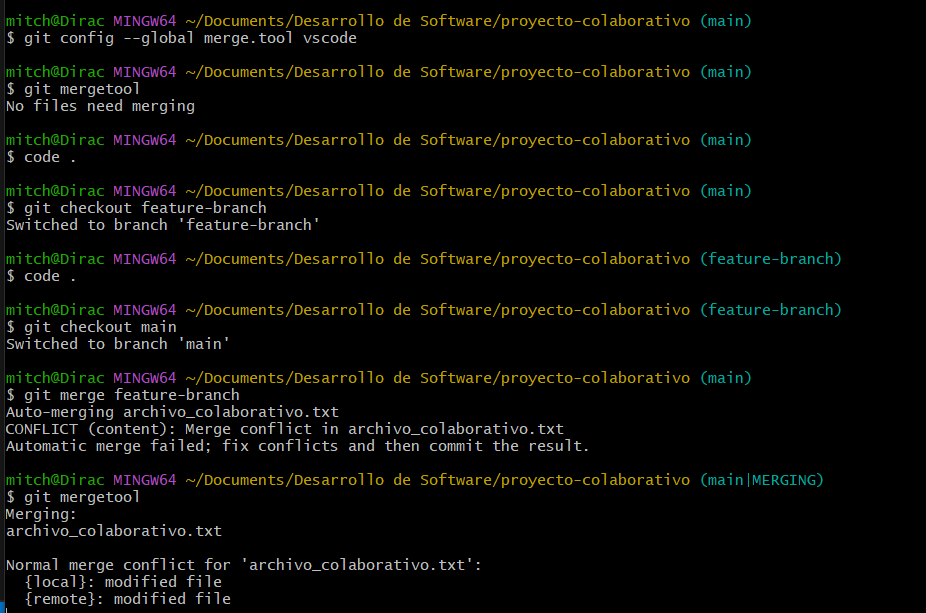 mitch@Dirac MINGW64 ~/Documents/Desarrollo de Software/proyecto-colaborativo (main)
$ git config --global merge.tool vscode
mitch@Dirac MINGW64 ~/Documents/Desarrollo de Software/proyecto-colaborativo (main)
$ git mergetool
No files need merging
mitch@Dirac MINGW64 ~/Documents/Desarrollo de Software/proyecto-colaborativo (main)
$ code .
mitch@Dirac MINGW64 ~/Documents/Desarrollo de Software/proyecto-colaborativo (main)
$ git checkout feature-branch
Switched to branch 'feature-branch'
mitch@Dirac MINGW64 ~/Documents/Desarrollo de Software/proyecto-colaborativo (feature-branch)
$ code .
mitch@Dirac MINGW64 ~/Documents/Desarrollo de Software/proyecto-colaborativo (feature-branch)
$ git checkout main
Switched to branch 'main'
mitch@Dirac MINGW64 ~/Documents/Desarrollo de Software/proyecto-colaborativo (main)
$ git merge feature-branch
Auto-merging archivo_colaborativo.txt
CONFLICT (content): Merge conflict in archivo_colaborativo.txt
Automatic merge failed; fix conflicts and then commit the result.
mitch@Dirac MINGW64 ~/Documents/Desarrollo de Software/proyecto-colaborativo (main|MERGING)
$ git mergetool
Merging:
archivo_colaborativo.txt
Normal merge conflict for 'archivo_colaborativo.txt':
  {local}: modified file
  {remote}: modified file